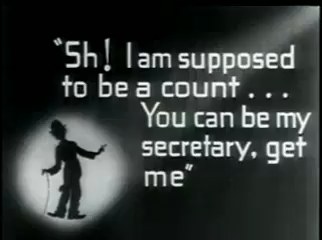 "Sh! I am supposed
to be a count . . .
You can be my
secretary, get
me"